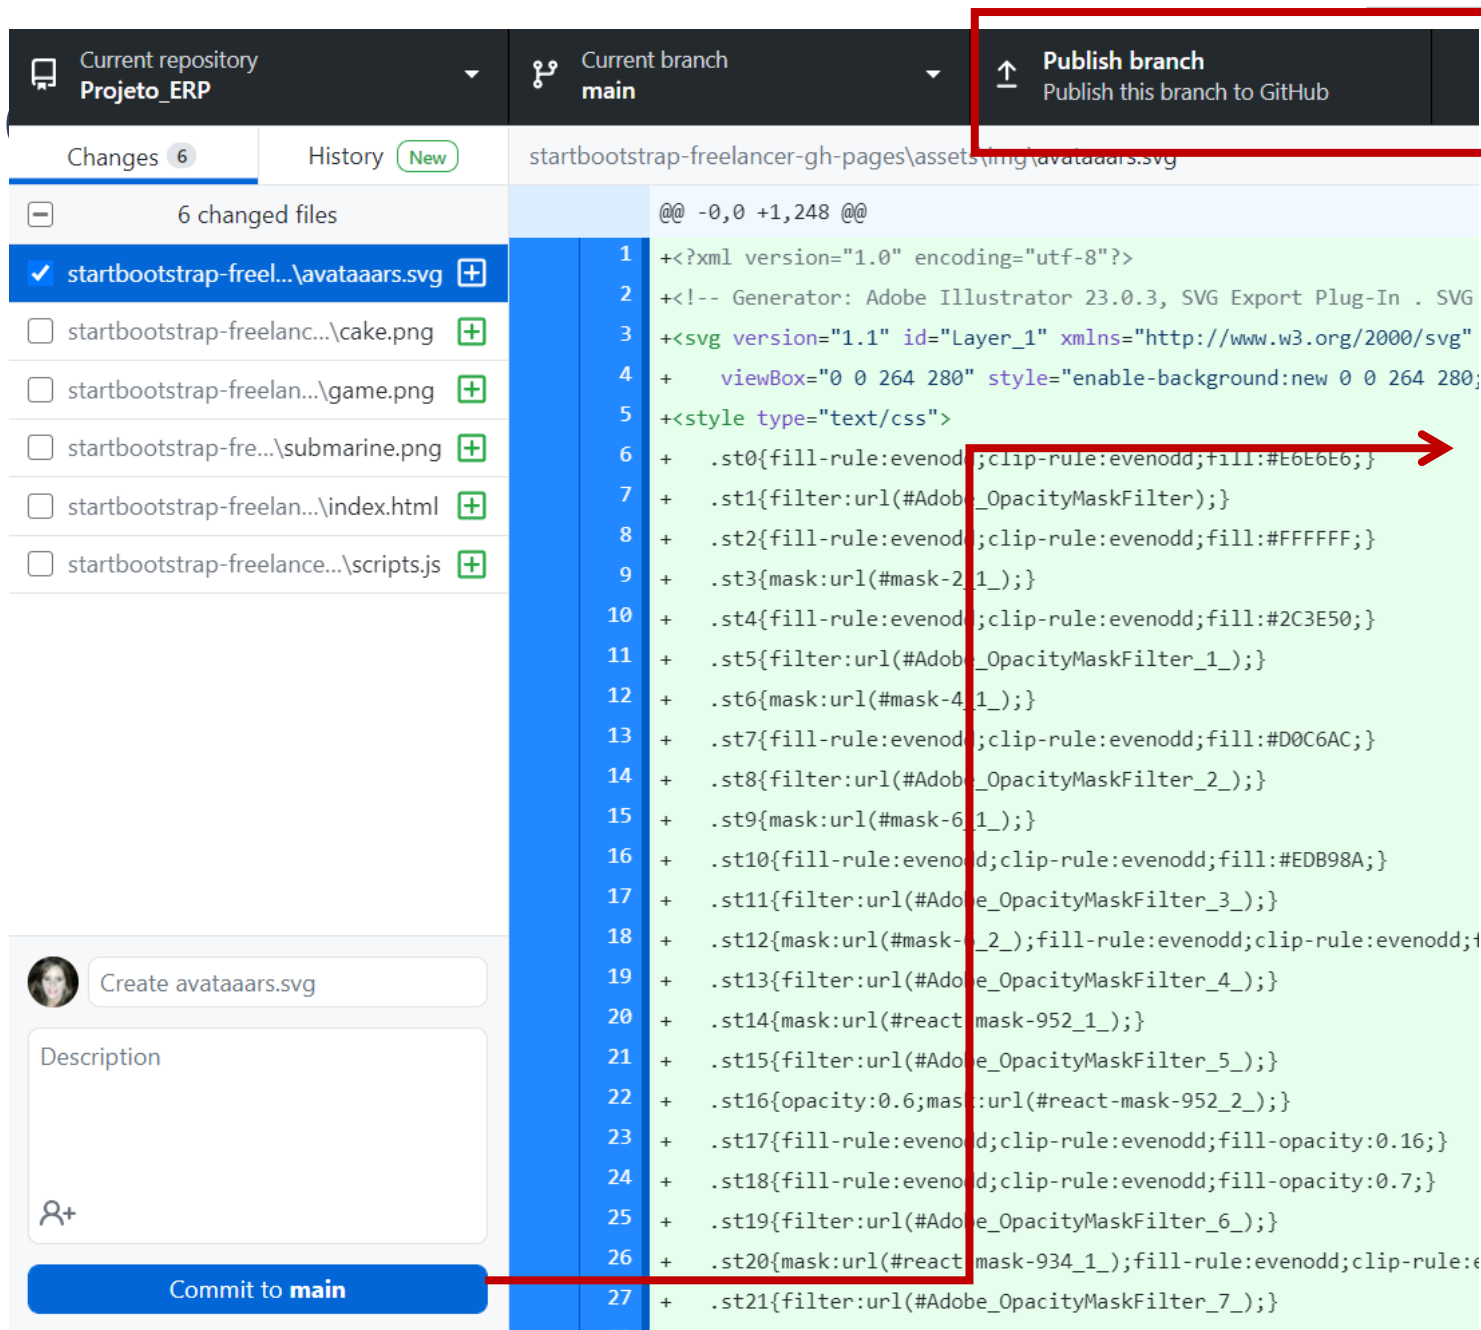 Current repository
Projeto_ERP
Current branch
main
Publish branch
Publish this branch to GitHub
Changes 6
History New
startbootstrap-freelancer-gh-pages\assets\img\avataaars.svg
6 changed files
startbootstrap-freel...\avataaars.svg
startbootstrap-freelanc...\cake.png
startbootstrap-freelan...\game.png
startbootstrap-fre...\submarine.png
startbootstrap-freelan...\index.html
startbootstrap-freelance...\scripts.js
Create avataaars.svg
Description
Commit to main
@@ -0,0 +1,248 @@
1 +<?xml version="1.0" encoding="utf-8"?>
2 +<!-- Generator: Adobe Illustrator 23.0.3, SVG Export Plug-In . SVG
3 +<svg version="1.1" id="Layer_1" xmlns="http://www.w3.org/2000/svg"
4 + viewBox="0 0 264 280" style="enable-background:new 0 0 264 280;
5 +<style type="text/css">
6 + .st0{fill-rule:evenodd;clip-rule:evenodd;fill:#E6E6E6;}
7 + .st1{filter:url(#Adobe_OpacityMaskFilter);}
8 + .st2{fill-rule:evenodd;clip-rule:evenodd;fill:#FFFFFF;}
9 + .st3{mask:url(#mask-2_1_);}
10 + .st4{fill-rule:evenodd;clip-rule:evenodd;fill:#2C3E50;}
11 + .st5{filter:url(#Adobe_OpacityMaskFilter_1_);}
12 + .st6{mask:url(#mask-4_1_);}
13 + .st7{fill-rule:evenodd;clip-rule:evenodd;fill:#D0C6AC;}
14 + .st8{filter:url(#Adobe_OpacityMaskFilter_2_);}
15 + .st9{mask:url(#mask-6_1_);}
16 + .st10{fill-rule:evenodd;clip-rule:evenodd;fill:#EDB98A;}
17 + .st11{filter:url(#Adobe_OpacityMaskFilter_3_);}
18 + .st12{mask:url(#mask-6_2_);fill-rule:evenodd;clip-rule:evenodd;f
19 + .st13{filter:url(#Adobe_OpacityMaskFilter_4_);}
20 + .st14{mask:url(#react-mask-952_1_);}
21 + .st15{filter:url(#Adobe_OpacityMaskFilter_5_);}
22 + .st16{opacity:0.6;mask:url(#react-mask-952_2_);}
23 + .st17{fill-rule:evenodd;clip-rule:evenodd;fill-opacity:0.16;}
24 + .st18{fill-rule:evenodd;clip-rule:evenodd;fill-opacity:0.7;}
25 + .st19{filter:url(#Adobe_OpacityMaskFilter_6_);}
26 + .st20{mask:url(#react-mask-934_1_);fill-rule:evenodd;clip-rule:e
27 + .st21{filter:url(#Adobe_OpacityMaskFilter_7_);}